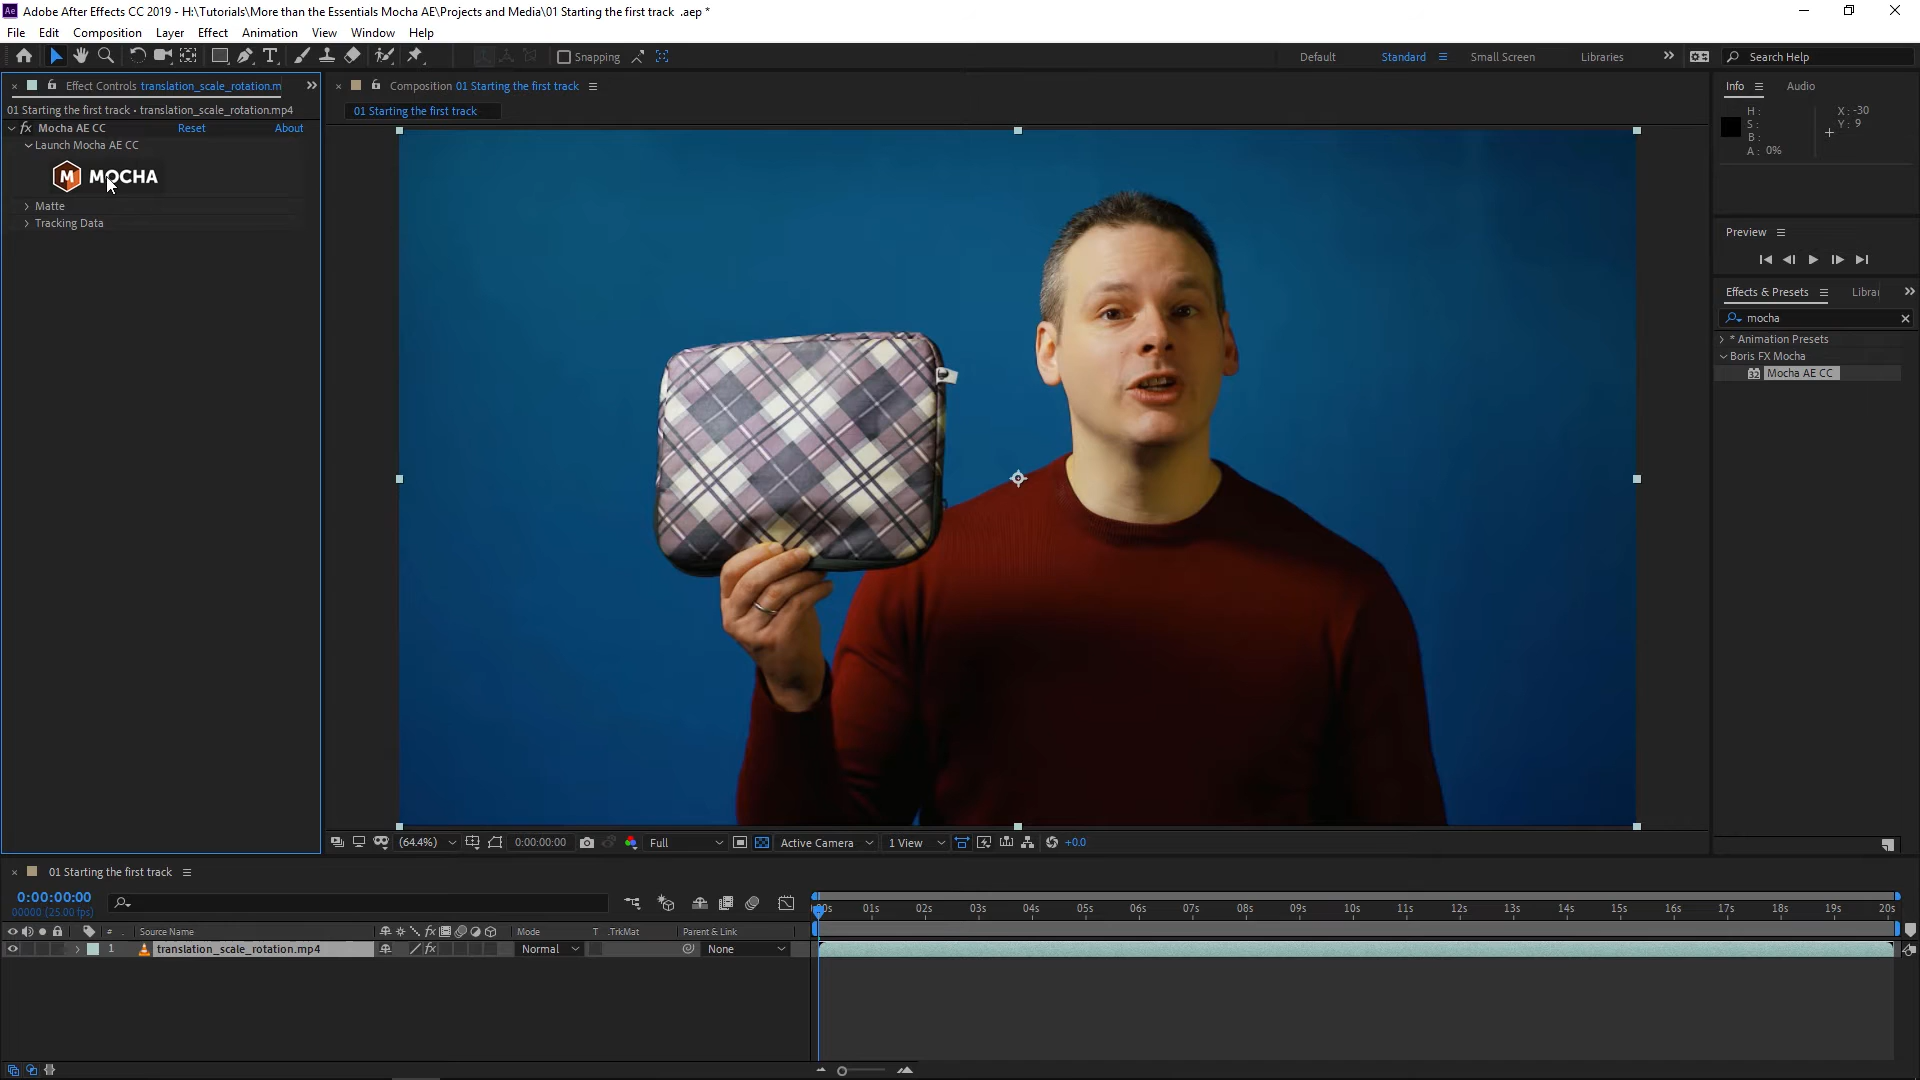 Ae Adobe After Effects CC 2019 - H:\Tutorials\More than the Essentials Mocha AE\Projects and Media\01 Starting the first track .aep *
File Edit Composition Layer Effect Animation View Window Help
Snapping Default Standard Small Screen Libraries Search Help
Effect Controls translation_scale_rotation.m
01 Starting the first track • translation_scale_rotation.mp4
fx Mocha AE CC Reset About
Launch Mocha AE CC
M MOCHA
Matte
Tracking Data
Composition 01 Starting the first track
01 Starting the first track
Info Audio
H: X: -30
S: Y: 9
B:
A: 0%
Preview
Effects & Presets Librar
mocha
* Animation Presets
Boris FX Mocha
32 Mocha AE CC
(64.4%) 0:00:00:00 Full Active Camera 1 View +0.0
01 Starting the first track
0:00:00:00
00000 (25.00 fps)
00s 01s 02s 03s 04s 05s 06s 07s 08s 09s 10s 11s 12s 13s 14s 15s 16s 17s 18s 19s 20s
# Source Name fx Mode T .TrkMat Parent & Link
1 translation_scale_rotation.mp4 fx Normal None